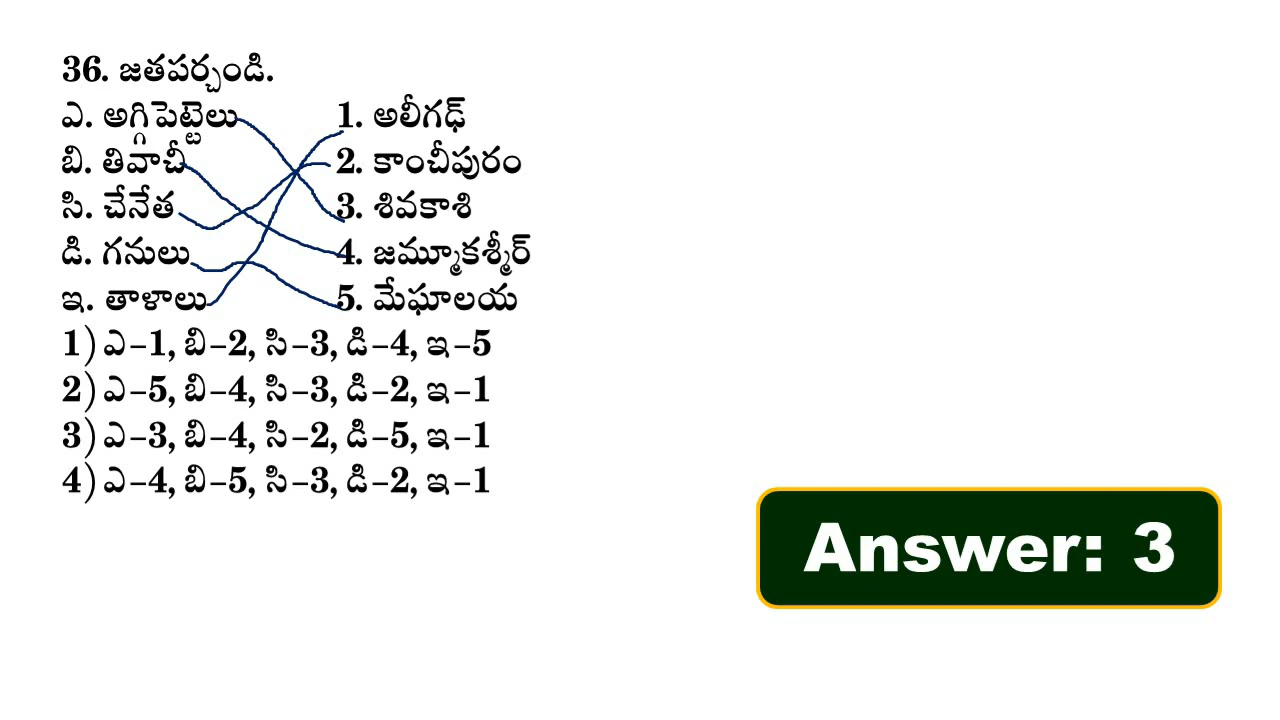 36. జతపర్చండి.
ఎ. అగ్గిపెట్టెలు 1. అలీగఢ్
బి. తివాచీ 2. కాంచీపురం
సి. చేనేత 3. శివకాశి
డి. గనులు 4. జమ్మూకశ్మీర్
ఇ. తాళాలు 5. మేఘాలయ
1) ఎ-1, బి-2, సి-3, డి-4, ఇ-5
2) ఎ-5, బి-4, సి-3, డి-2, ఇ-1
3) ఎ-3, బి-4, సి-2, డి-5, ఇ-1
4) ఎ-4, బి-5, సి-3, డి-2, ఇ-1
Answer: 3